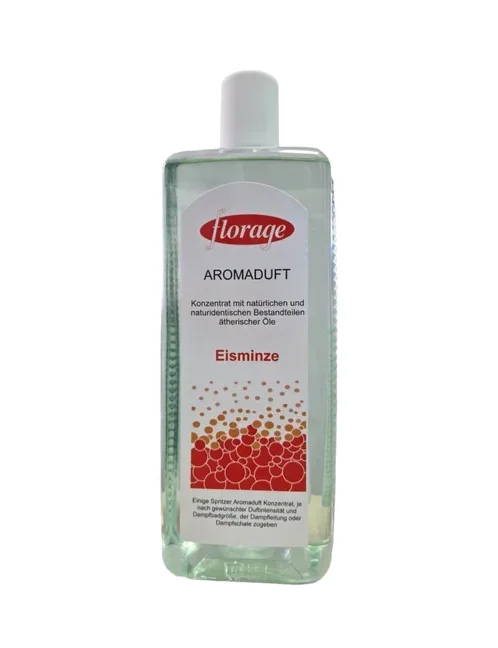 florage
AROMADUFT
Konzentrat mit natürlichen und
naturidentischen Bestandteilen
ätherischer Öle
Eisminze
Einige Spritzer Aromaduft Konzentrat, je
nach gewünschter Duftintensität und
Dampfbadgröße, der Dampfleitung oder
Dampfschale zugeben